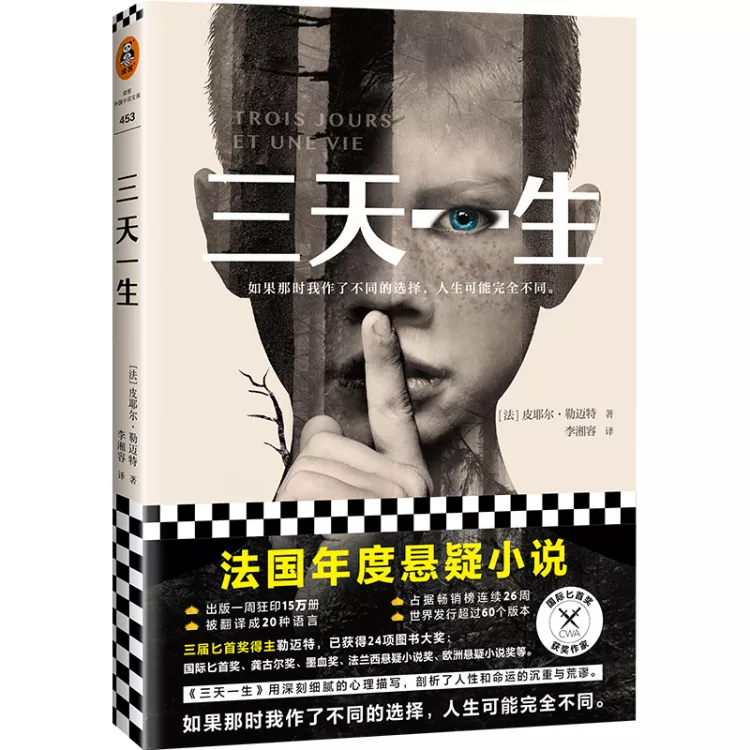 读客
读客
外国小说文库
453
三天一生
[法]皮耶尔·勒迈特 著
李湘容 译
TROIS JOURS
ET UNE VIE
三天一生
如果那时我作了不同的选择，人生可能完全不同。
[法]皮耶尔·勒迈特 著
李湘容 译
法国年度悬疑小说
出版一周狂印15万册
占据畅销榜连续26周
被翻译成20种语言
世界发行超过60个版本
三届匕首奖得主勒迈特，已获得24项图书大奖：
国际匕首奖、龚古尔奖、墨血奖、法兰西悬疑小说奖、欧洲悬疑小说奖等。
国际匕首奖
CWA
获奖作家
《三天一生》用深刻细腻的心理描写，剖析了人性和命运的沉重与荒谬。
如果那时我作了不同的选择，人生可能完全不同。